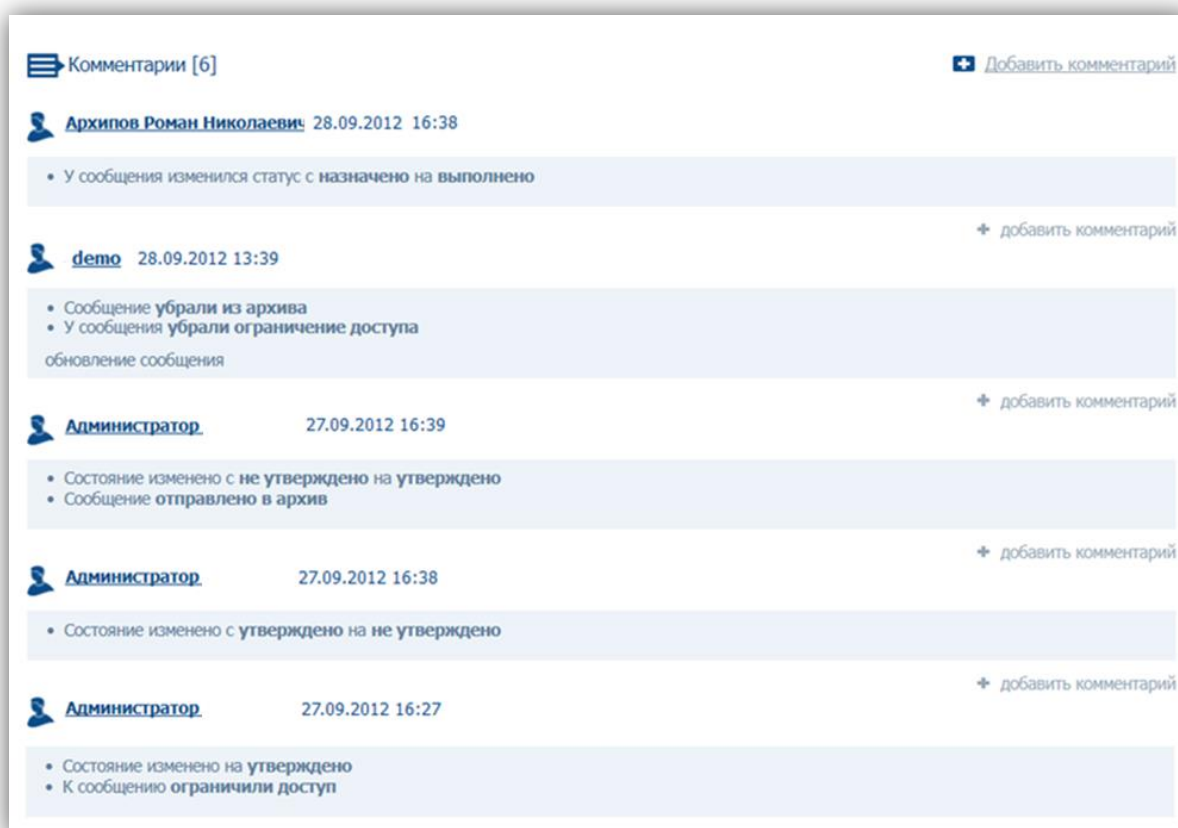 Комментарии [6]
Добавить комментарий
Архипов Роман Николаевич 28.09.2012 16:38
• У сообщения изменился статус с назначено на выполнено
+ добавить комментарий
demo 28.09.2012 13:39
• Сообщение убрали из архива
• У сообщения убрали ограничение доступа
обновление сообщения
+ добавить комментарий
Администратор 27.09.2012 16:39
• Состояние изменено с не утверждено на утверждено
• Сообщение отправлено в архив
+ добавить комментарий
Администратор 27.09.2012 16:38
• Состояние изменено с утверждено на не утверждено
+ добавить комментарий
Администратор 27.09.2012 16:27
• Состояние изменено на утверждено
• К сообщению ограничили доступ